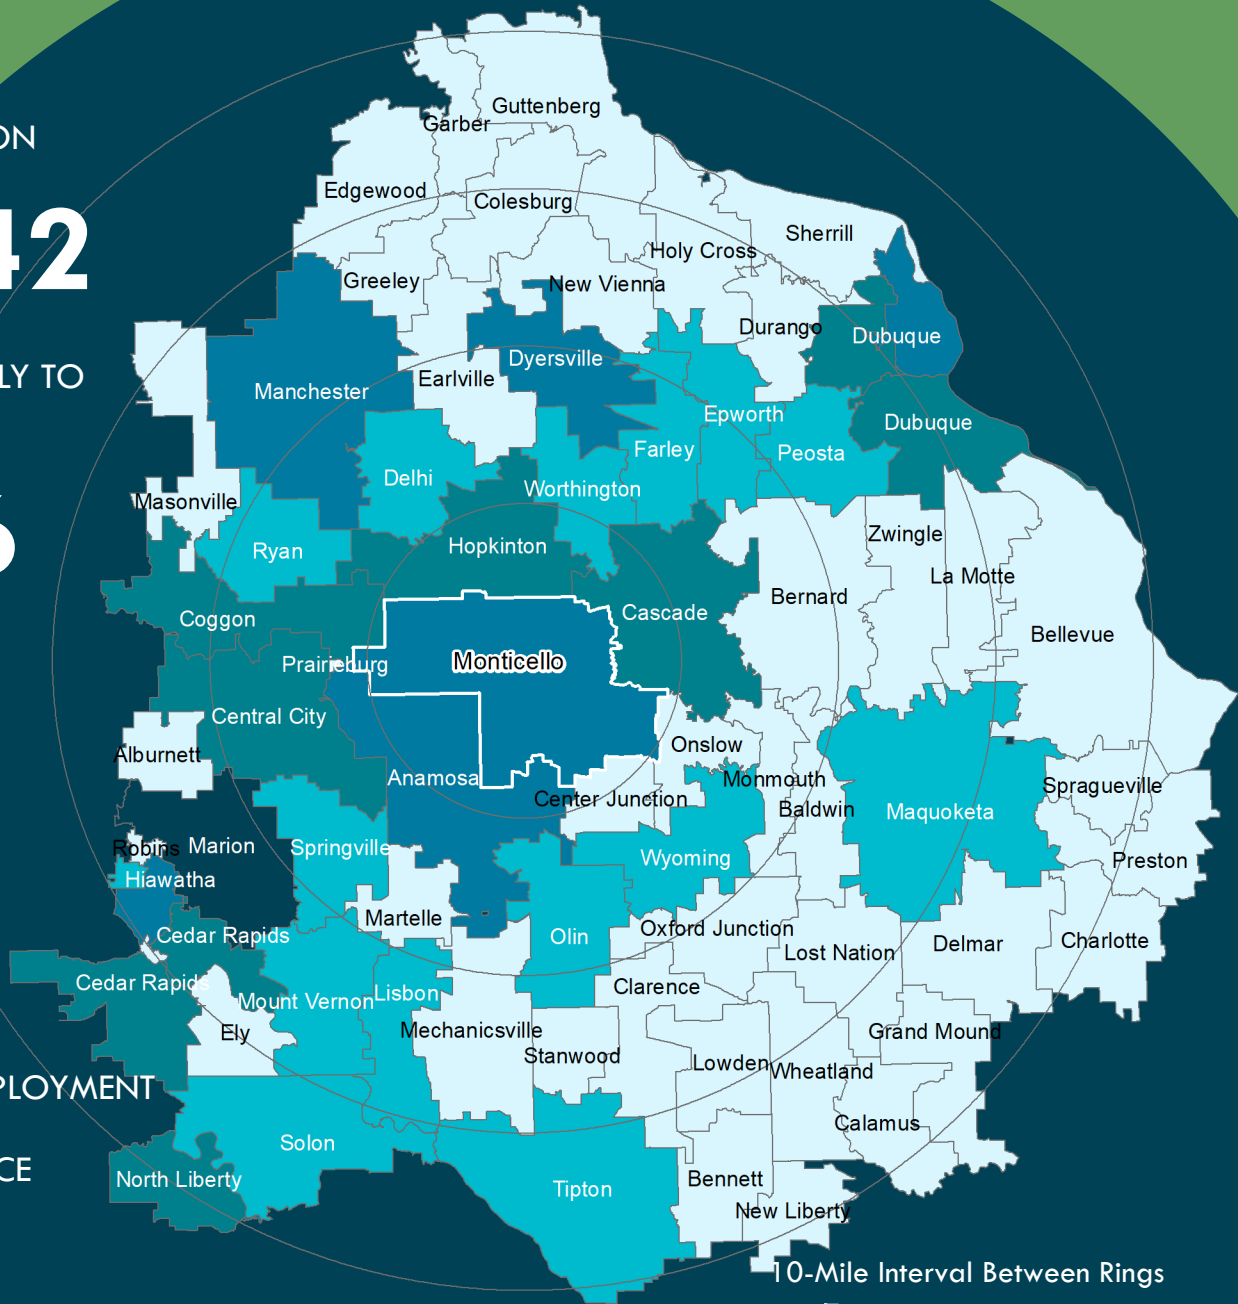 Guttenberg
Garber
ON
Edgewood
Colesburg
42
Sherrill
Holy Cross
Greeley
New Vienna
Durango
Dubuque
Dyersville
LY TO
Earlville
Manchester
Epworth
Dubuque
Farley
Peosta
Delhi
Worthington
Masonville
Zwingle
Hopkinton
Ryan
La Motte
Bernard
Cascade
Coggon
Bellevue
Prairieburg
Monticello
Central City
Onslow
Alburnett
Anamosa
Monmouth
Spragueville
Center Junction
Baldwin
Maquoketa
Robins
Marion
Springville
Wyoming
Preston
Hiawatha
Martelle
Oxford Junction
Cedar Rapids
Olin
Charlotte
Delmar
Lost Nation
Cedar Rapids
Clarence
Lisbon
Mount Vernon
Ely
Mechanicsville
Grand Mound
Stanwood
Lowden
Wheatland
PLOYMENT
Calamus
Solon
CE
North Liberty
Bennett
Tipton
New Liberty
10-Mile Interval Between Rings